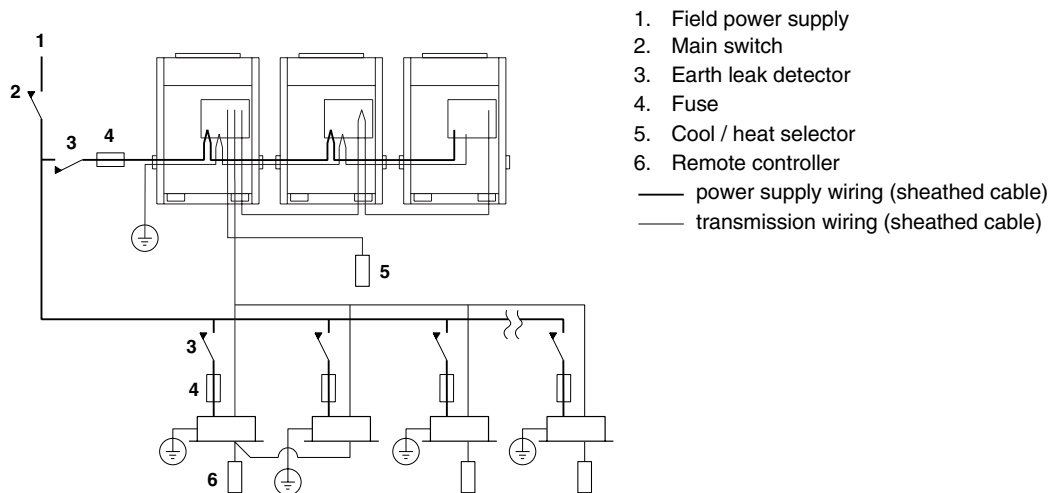 1. Field power supply
2. Main switch
3. Earth leak detector
4. Fuse
5. Cool / heat selector
6. Remote controller
power supply wiring (sheathed cable)
transmission wiring (sheathed cable)
1
2
3
4
5
3
4
6